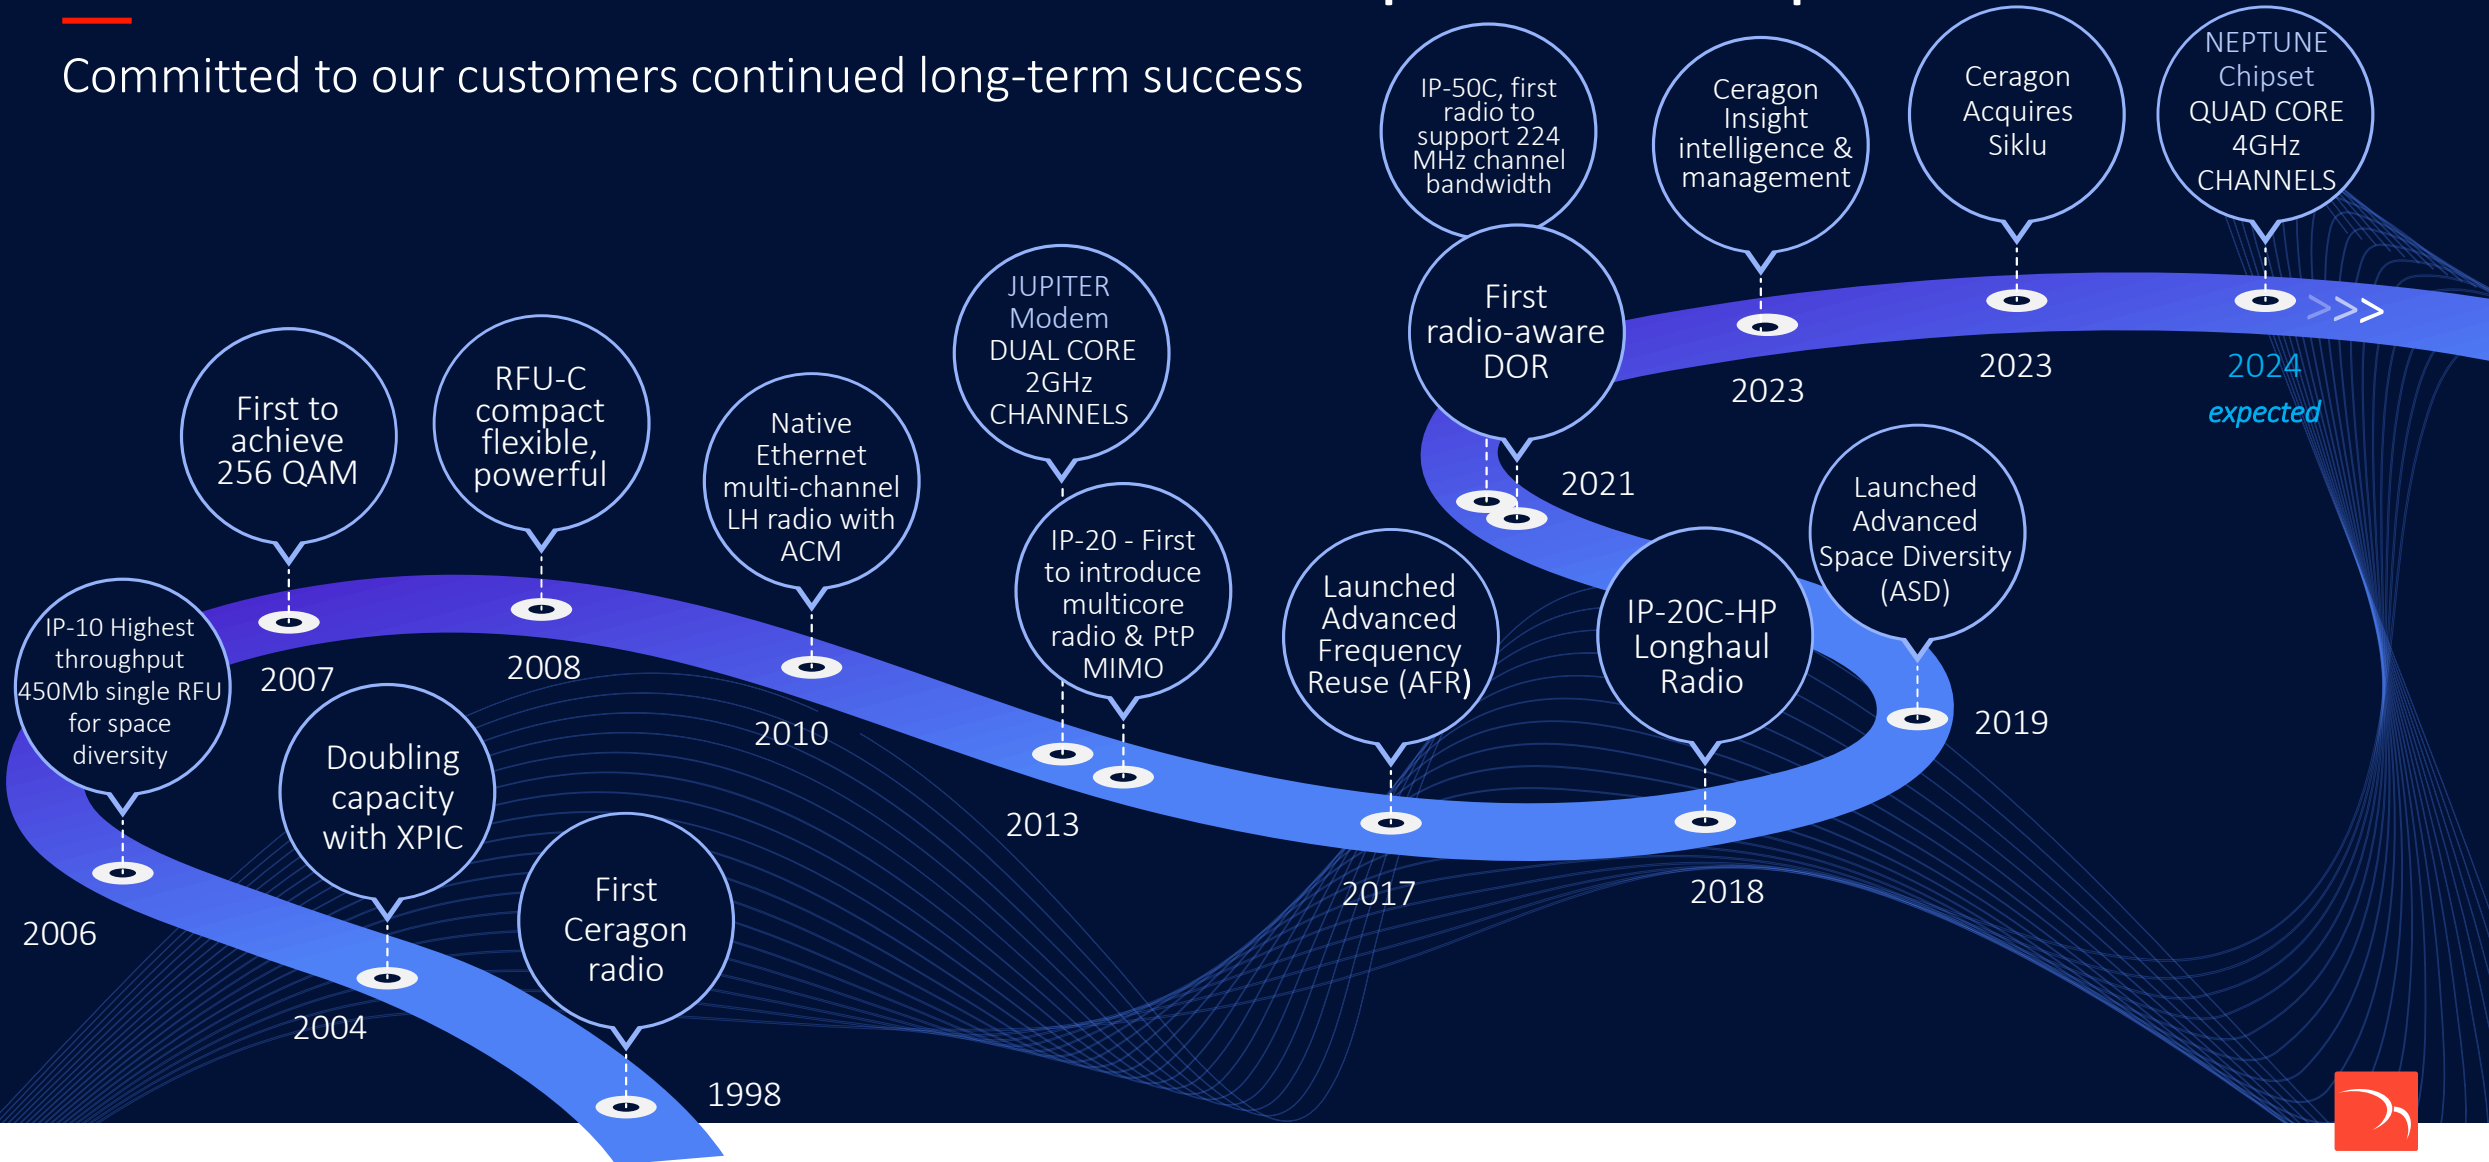 Committed to our customers continued long-term success
IP-50C, first
radio to
support 224
MHz channel
bandwidth
Ceragon
Insight
intelligence &
management
Ceragon
Acquires
Siklu
NEPTUNE
Chipset
QUAD CORE
4GHz
CHANNELS
First
radio-aware
DOR
>>>
2023
2023
2024
expected
2021
JUPITER
Modem
DUAL CORE
2GHz
CHANNELS
First to
achieve
256 QAM
RFU-C
compact
flexible,
powerful
Native
Ethernet
multi-channel
LH radio with
ACM
IP-20 - First
to introduce
multicore
radio & PtP
MIMO
Launched
Advanced
Frequency
Reuse (AFR)
IP-20C-HP
Longhaul
Radio
Launched
Advanced
Space Diversity
(ASD)
2007
2008
2010
2013
2017
2018
2019
IP-10 Highest
throughput
450Mb single RFU
for space
diversity
Doubling
capacity
with XPIC
First
Ceragon
radio
2006
2004
1998